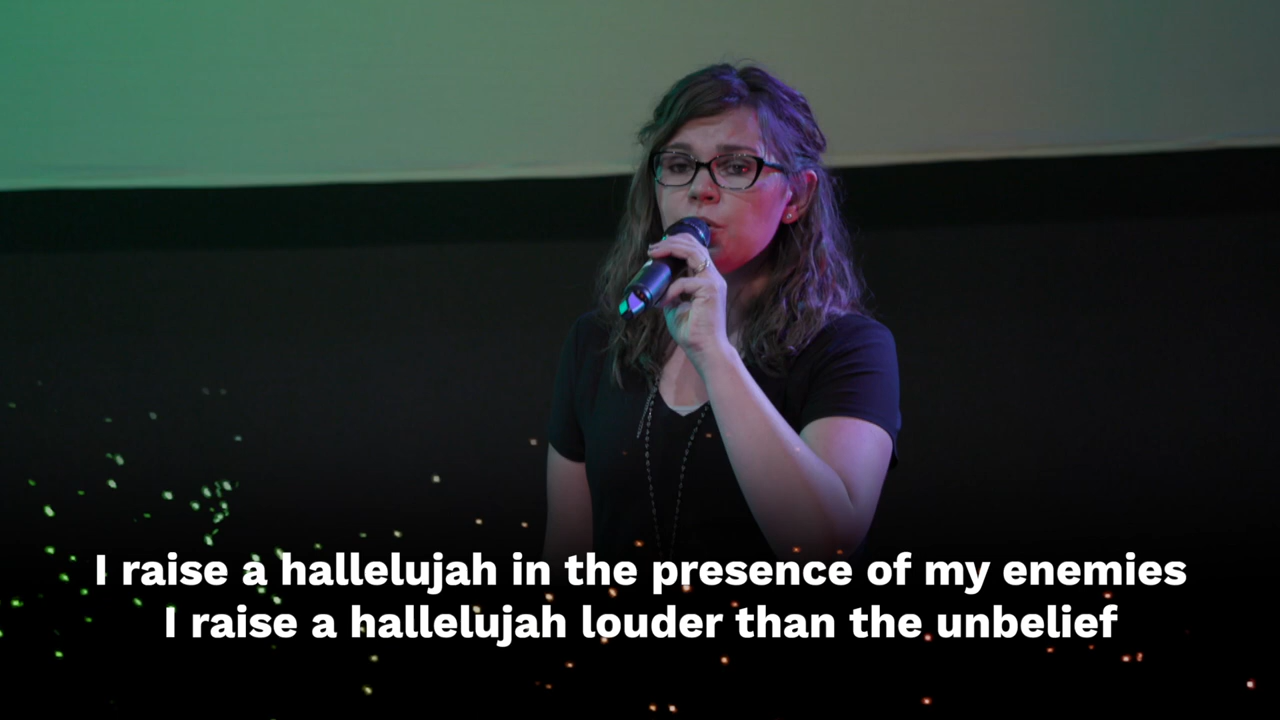 I raise a hallelujah in the presence of my enemies
I raise a hallelujah louder than the unbelief